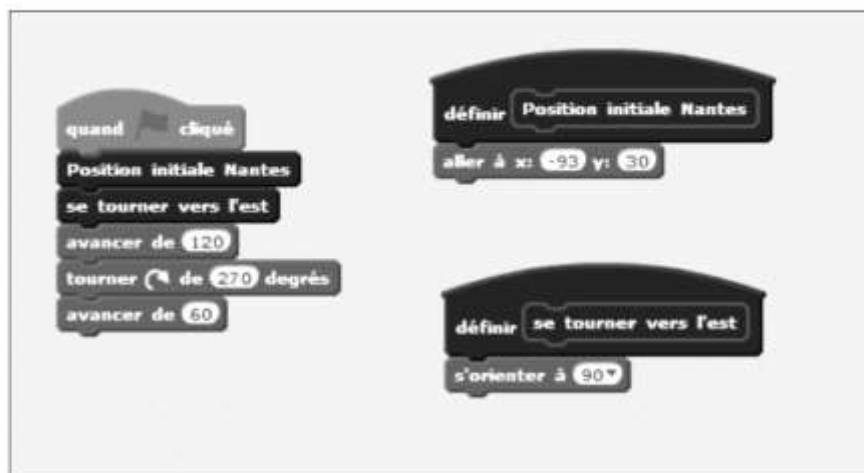 quand cliqué
Position initiale Nantes
se tourner vers l'est
avancer de 120
tourner de 270 degrés
avancer de 60
définir Position initiale Nantes
aller à x: -93 y: 30
définir se tourner vers l'est
s'orienter à 90